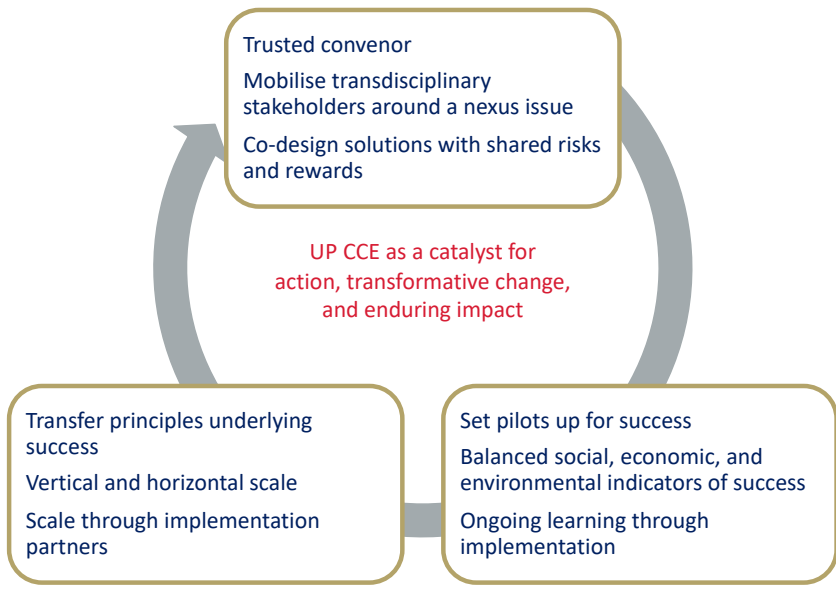 Trusted convenor
Mobilise transdisciplinary
stakeholders around a nexus issue
Co-design solutions with shared risks
and rewards
UP CCE as a catalyst for
action, transformative change,
and enduring impact
Transfer principles underlying
success
Vertical and horizontal scale
Scale through implementation
partners
Set pilots up for success
Balanced social, economic, and
environmental indicators of success
Ongoing learning through
implementation